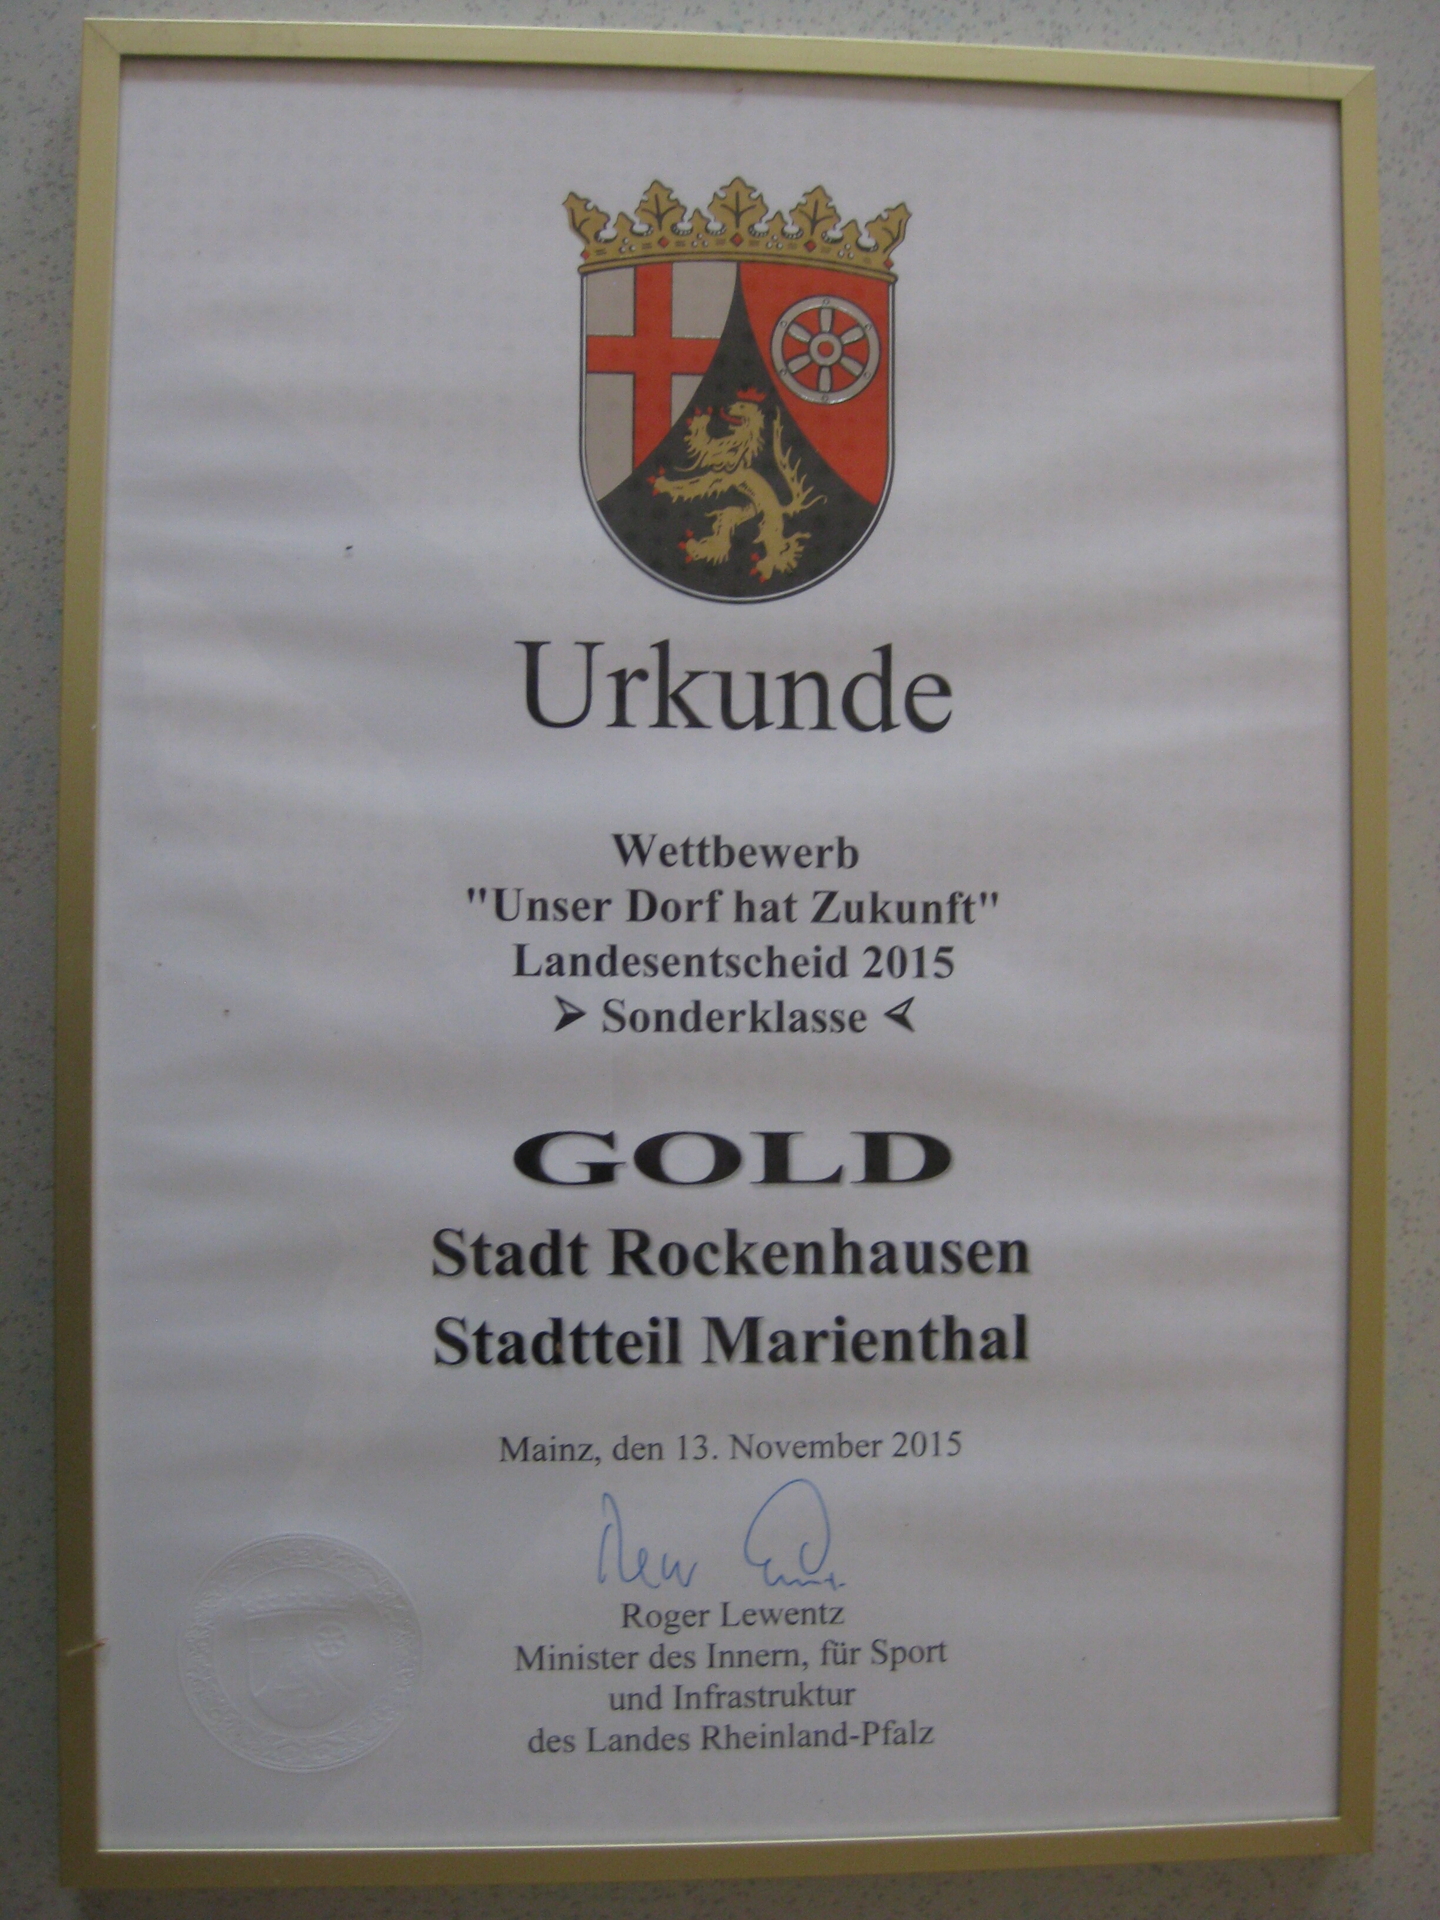 Urkunde
Wettbewerb
"Unser Dorf hat Zukunft"
Landesentscheid 2015
➢ Sonderklasse ⮘
GOLD
Stadt Rockenhausen
Stadtteil Marienthal
Mainz, den 13. November 2015
Roger Lewentz
Minister des Innern, für Sport
und Infrastruktur
des Landes Rheinland-Pfalz